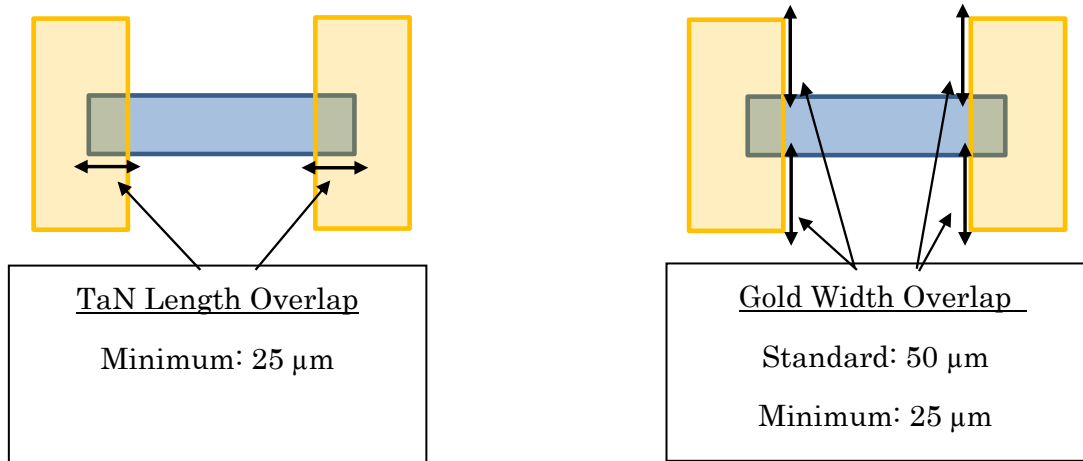 TaN Length Overlap
Minimum: 25 µm
Gold Width Overlap
Standard: 50 µm
Minimum: 25 µm